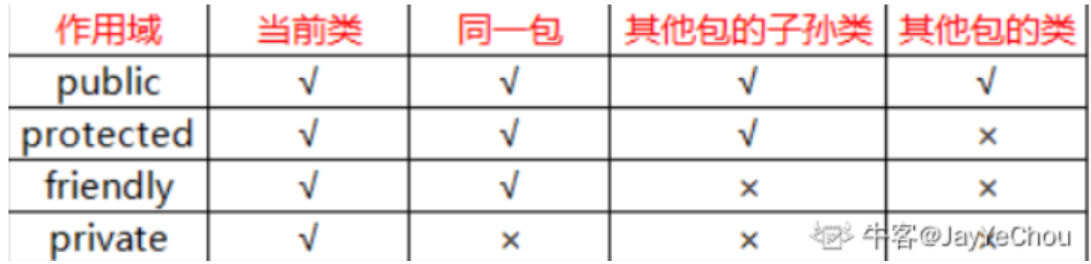 作用域 当前类 同一包 其他包的子孙类 其他包的类
public √ √ √ √
protected √ √ √ ×
friendly √ √ × ×
private √ × × ×
牛客@JayYeChou